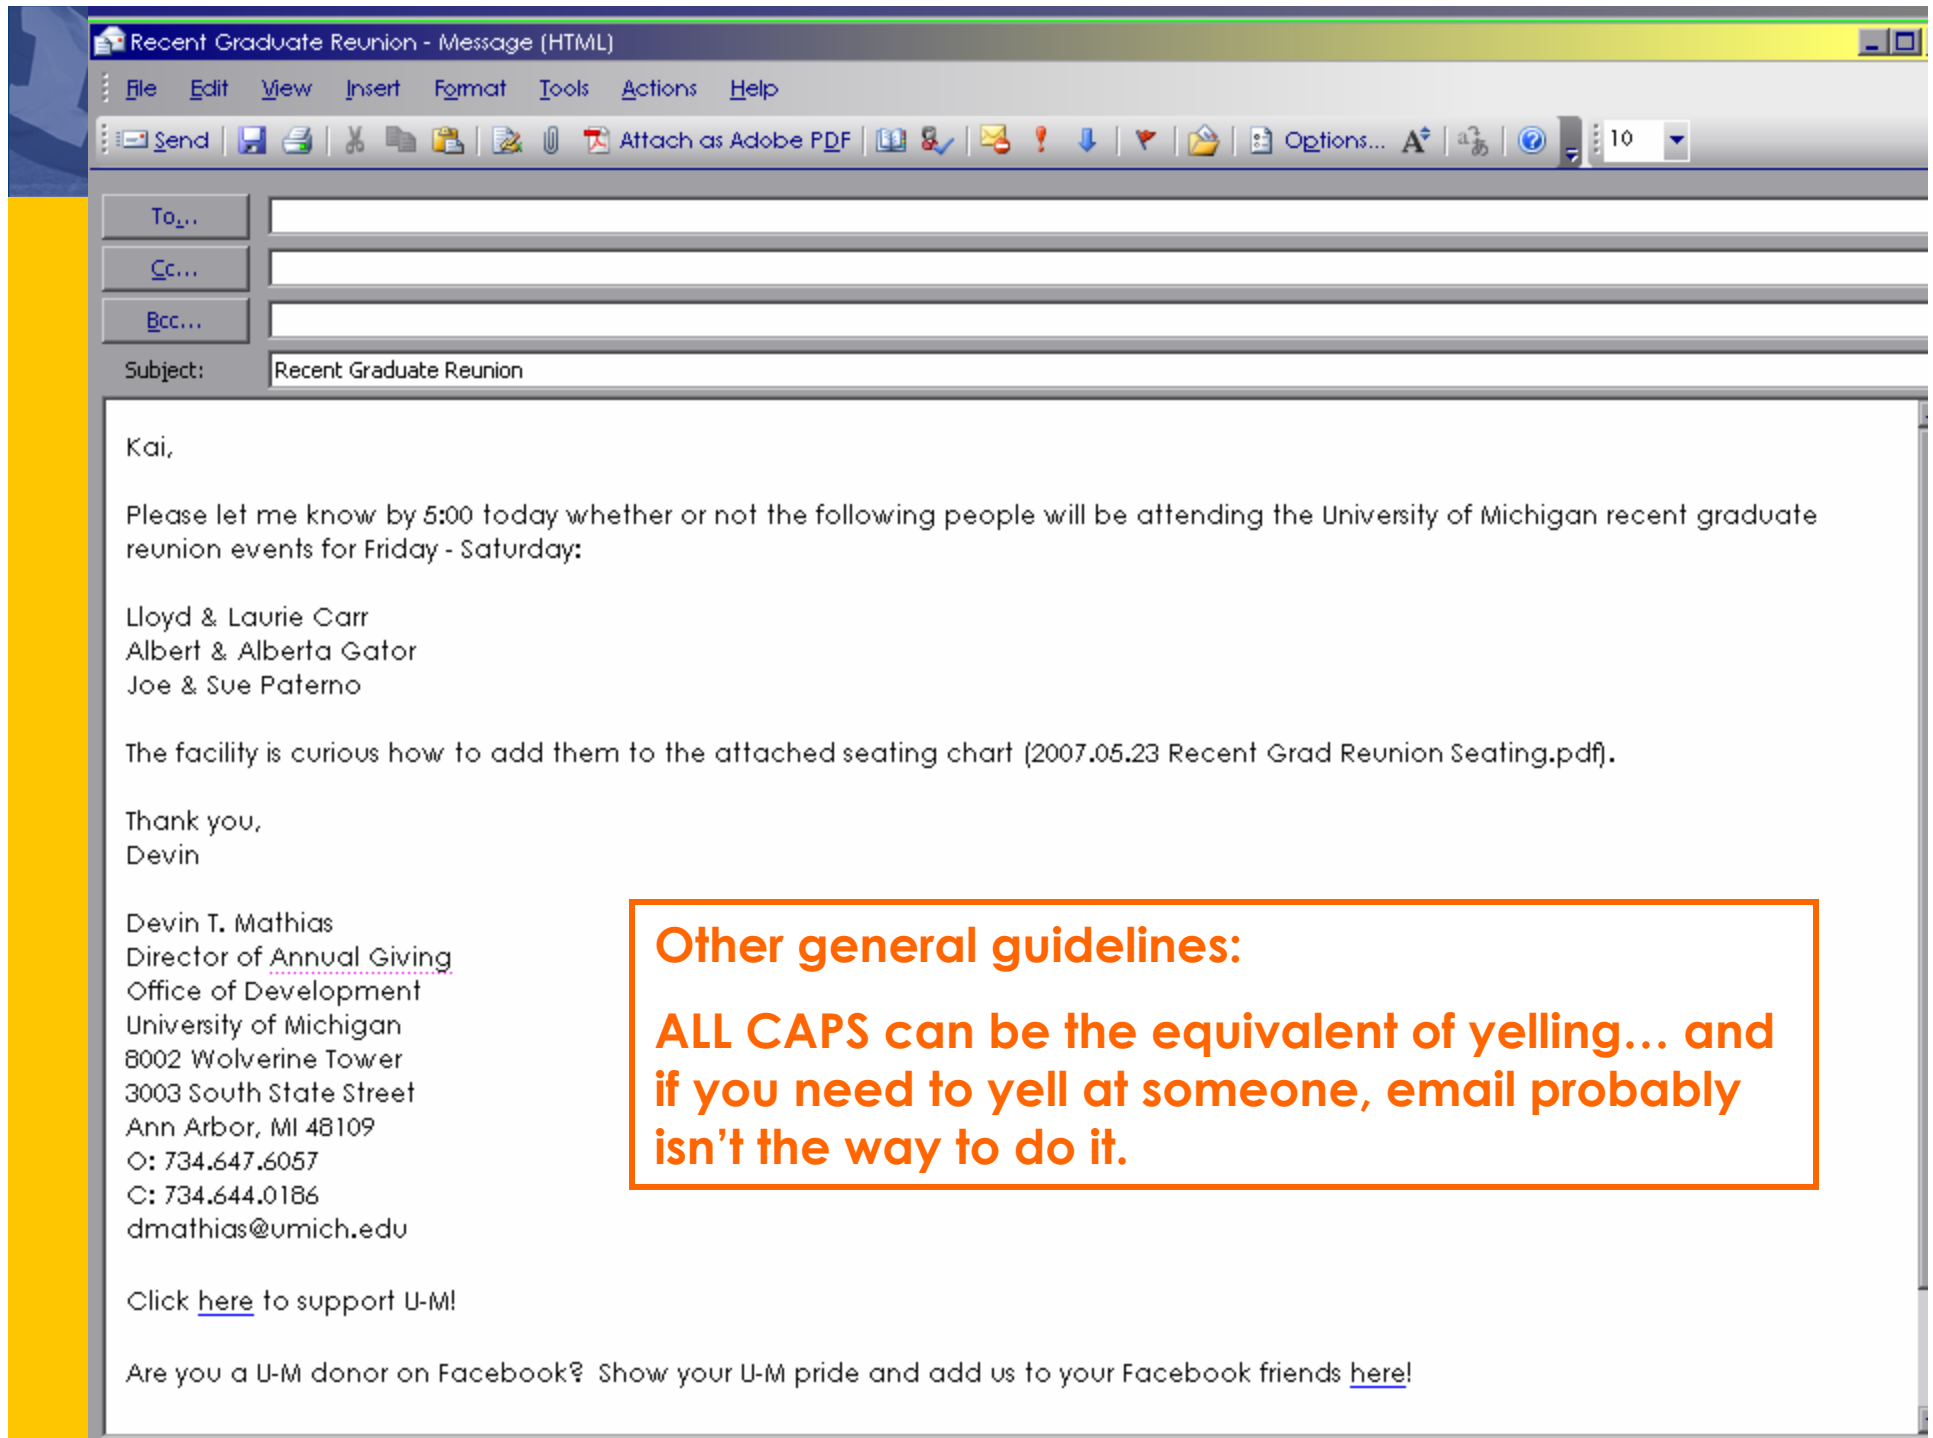 Recent Graduate Reunion - Message (HTML)
File Edit View Insert Format Tools Actions Help
Send Attach as Adobe PDF Options... 10
To...
Cc...
Bcc...
Subject: Recent Graduate Reunion
Kai,
Please let me know by 5:00 today whether or not the following people will be attending the University of Michigan recent graduate
reunion events for Friday - Saturday:
Lloyd & Laurie Carr
Albert & Alberta Gator
Joe & Sue Paterno
The facility is curious how to add them to the attached seating chart (2007.05.23 Recent Grad Reunion Seating.pdf).
Thank you,
Devin
Devin T. Mathias
Director of Annual Giving
Office of Development
University of Michigan
8002 Wolverine Tower
3003 South State Street
Ann Arbor, MI 48109
O: 734.647.6057
C: 734.644.0186
dmathias@umich.edu
Other general guidelines:
ALL CAPS can be the equivalent of yelling… and
if you need to yell at someone, email probably
isn’t the way to do it.
Click here to support U-M!
Are you a U-M donor on Facebook? Show your U-M pride and add us to your Facebook friends here!